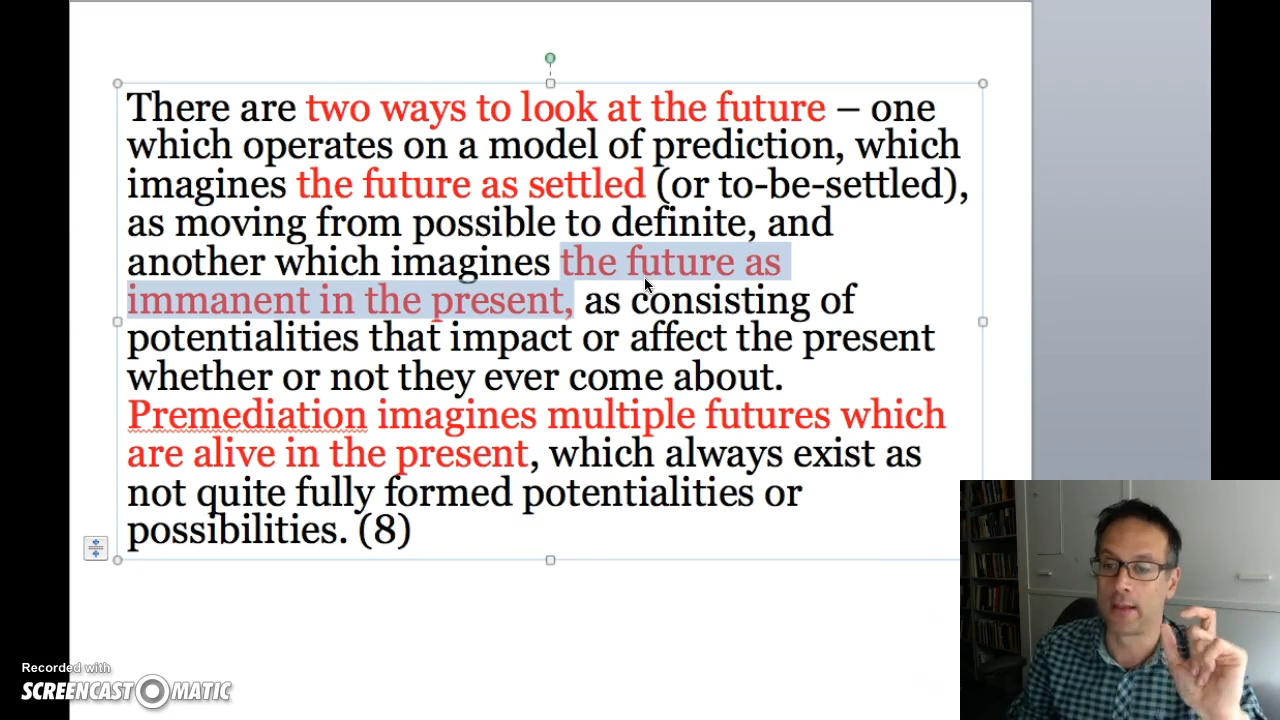 There are two ways to look at the future – one
which operates on a model of prediction, which
imagines the future as settled (or to-be-settled),
as moving from possible to definite, and
another which imagines the future as
immanent in the present, as consisting of
potentialities that impact or affect the present
whether or not they ever come about.
Premediation imagines multiple futures which
are alive in the present, which always exist as
not quite fully formed potentialities or
possibilities. (8)
Recorded with
SCREENCAST MATIC